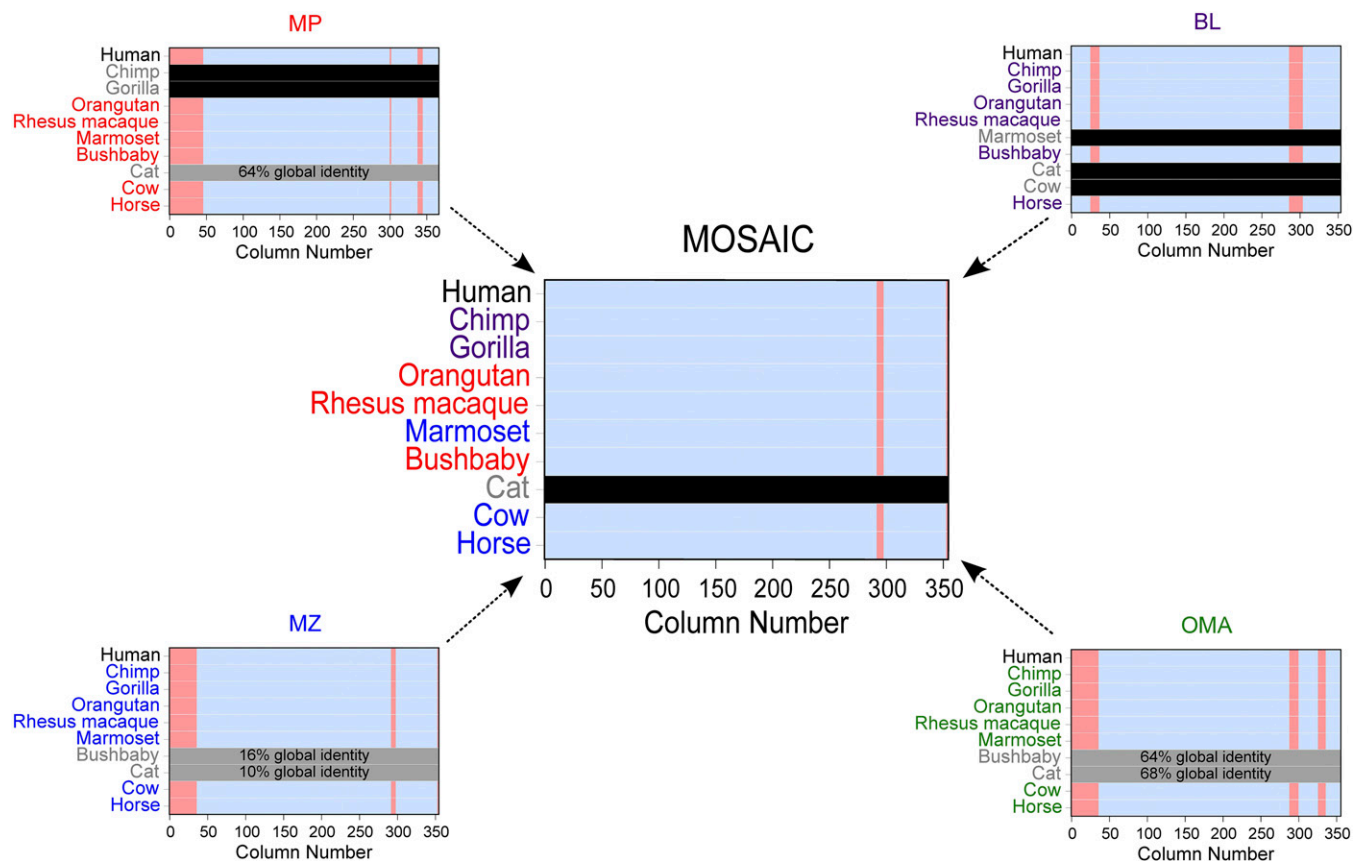 MP
Human
Chimp
Gorilla
Orangutan
Rhesus macaque
Marmoset
Bushbaby
Cat
64% global identity
Cow
Horse
0 50 100 150 200 250 300 350
Column Number
BL
Human
Chimp
Gorilla
Orangutan
Rhesus macaque
Marmoset
Bushbaby
Cat
Cow
Horse
0 50 100 150 200 250 300 350
Column Number
MOSAIC
Human
Chimp
Gorilla
Orangutan
Rhesus macaque
Marmoset
Bushbaby
Cat
Cow
Horse
0 50 100 150 200 250 300 350
Column Number
MZ
Human
Chimp
Gorilla
Orangutan
Rhesus macaque
Marmoset
Bushbaby
16% global identity
Cat
10% global identity
Cow
Horse
0 50 100 150 200 250 300 350
Column Number
OMA
Human
Chimp
Gorilla
Orangutan
Rhesus macaque
Marmoset
Bushbaby
64% global identity
Cat
68% global identity
Cow
Horse
0 50 100 150 200 250 300 350
Column Number